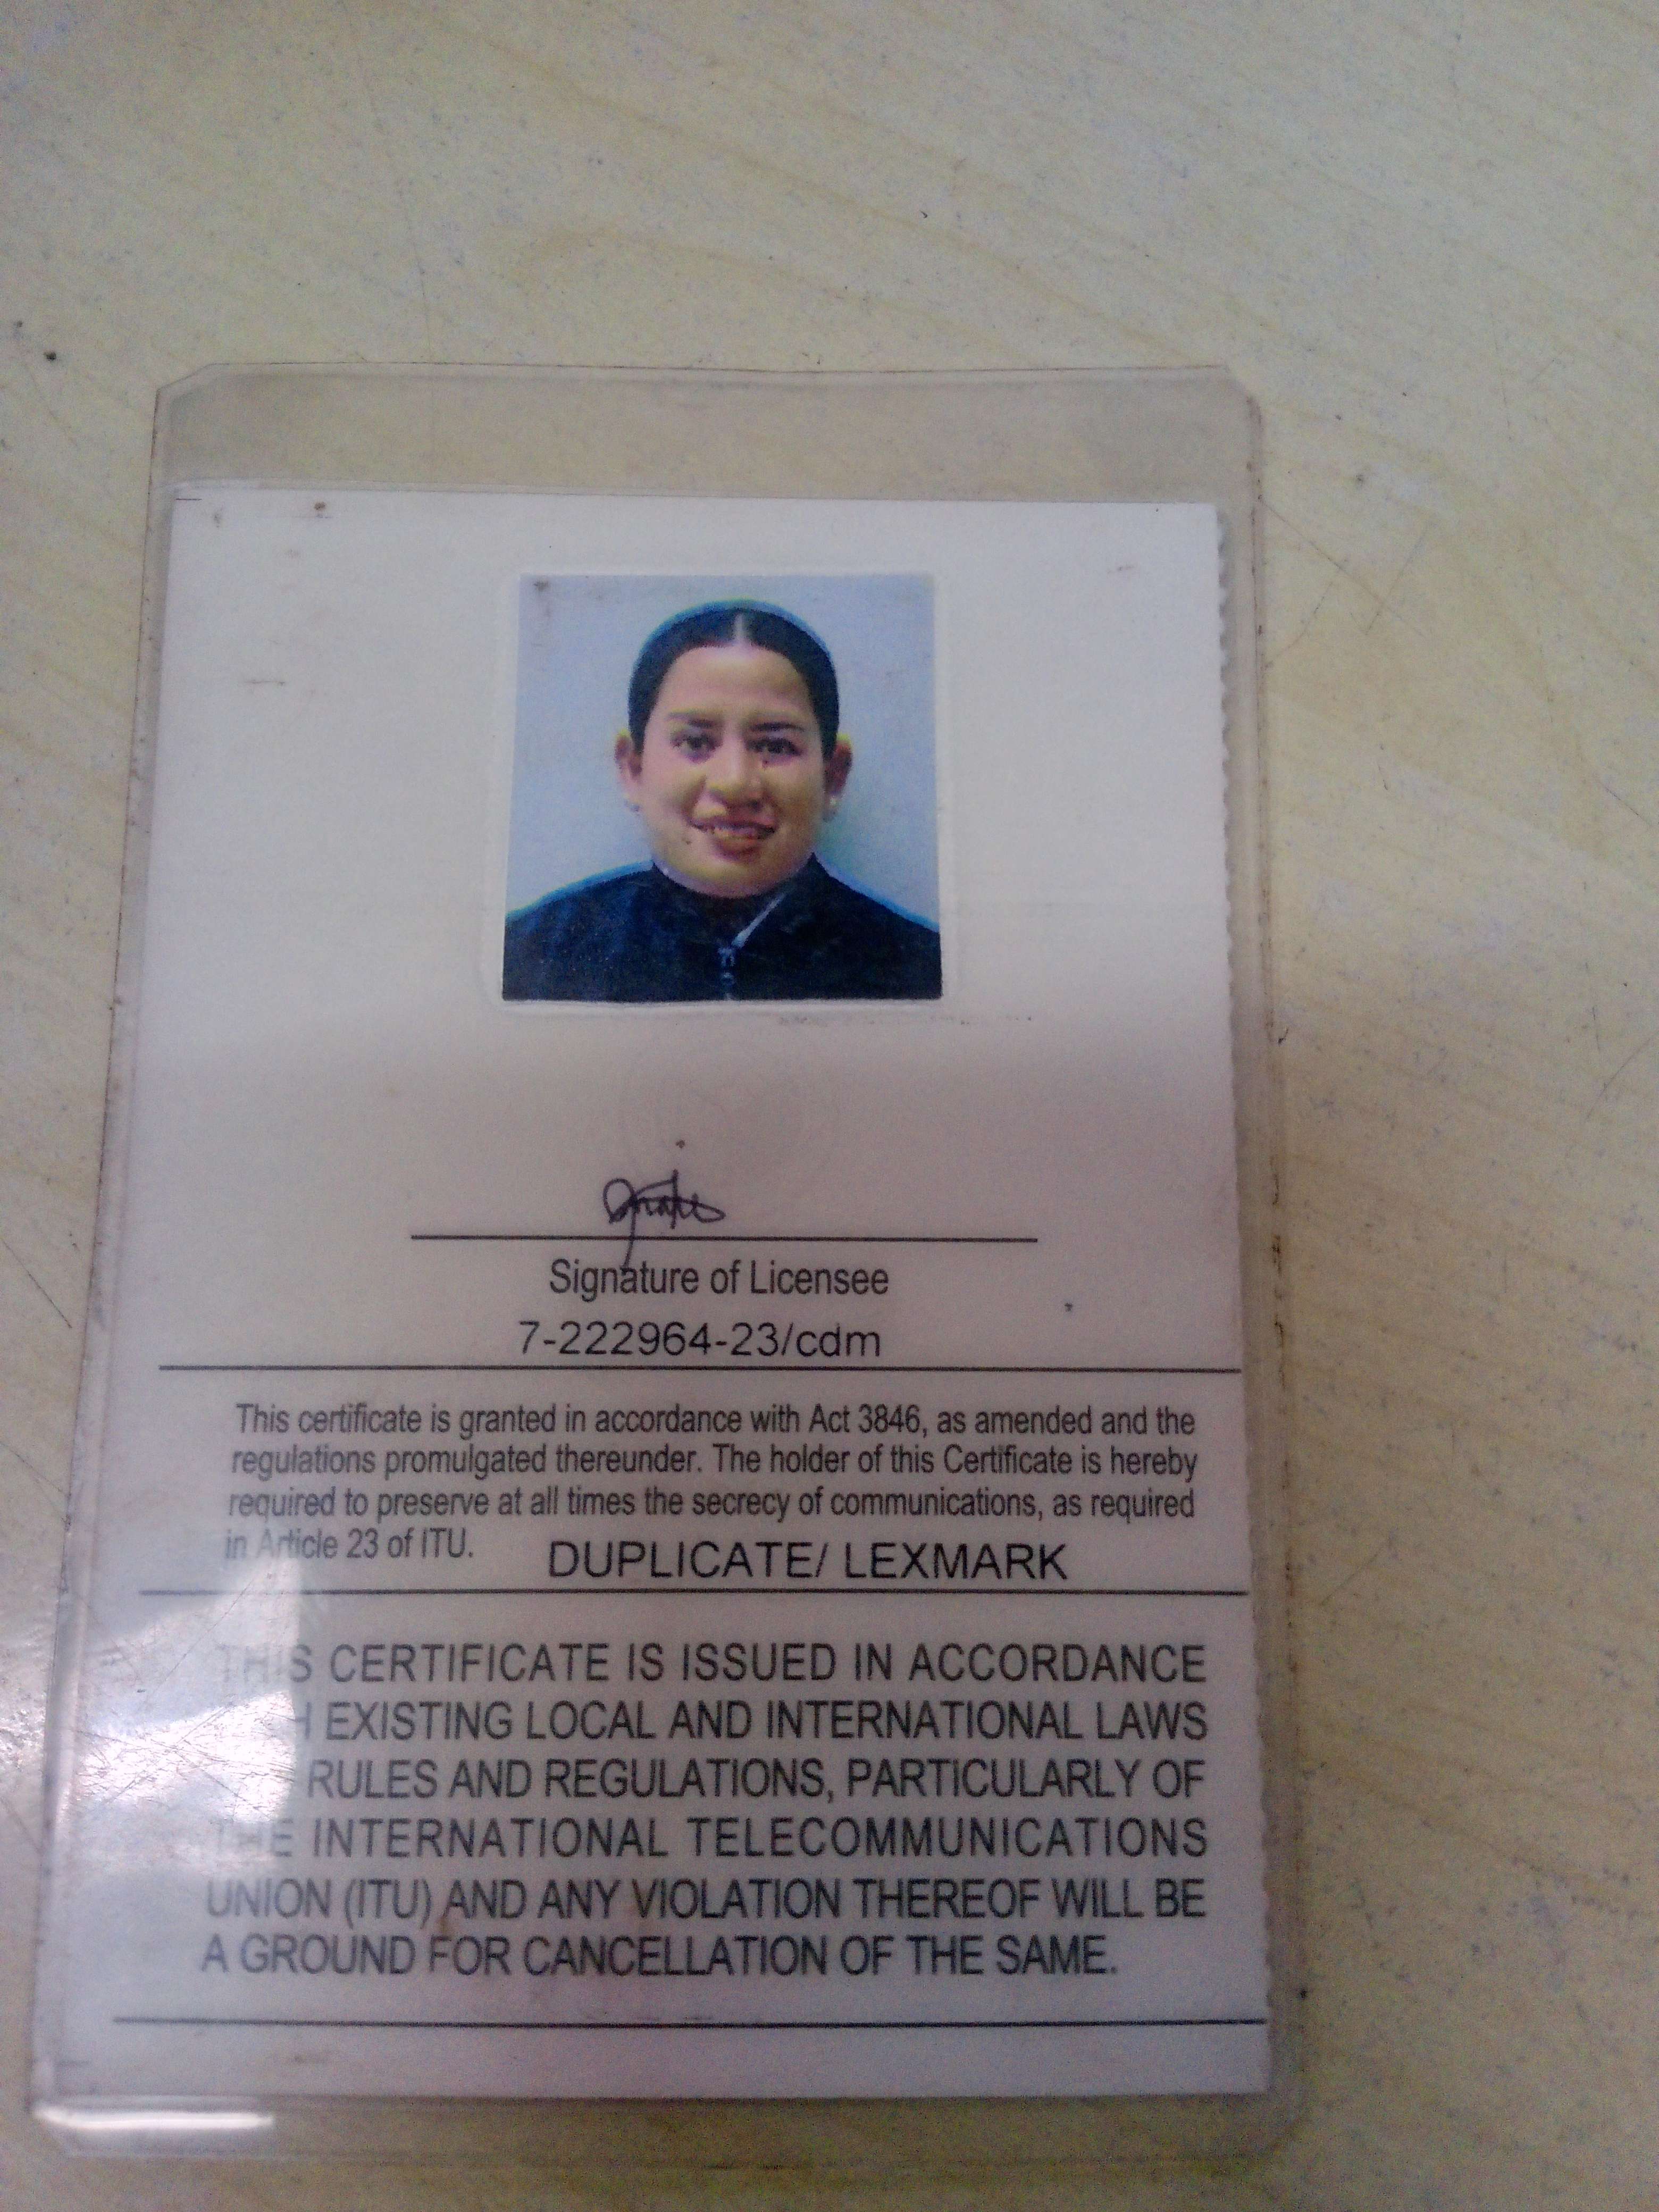 Signature of Licensee
7-222964-23/cdm
This certificate is granted in accordance with Act 3846, as amended and the
regulations promulgated thereunder. The holder of this Certificate is hereby
required to preserve at all times the secrecy of communications, as required
in Article 23 of ITU.
DUPLICATE/ LEXMARK
THIS CERTIFICATE IS ISSUED IN ACCORDANCE
EXISTING LOCAL AND INTERNATIONAL LAWS
RULES AND REGULATIONS, PARTICULARLY OF
THE INTERNATIONAL TELECOMMUNICATIONS
UNION (ITU) AND ANY VIOLATION THEREOF WILL BE
A GROUND FOR CANCELLATION OF THE SAME.